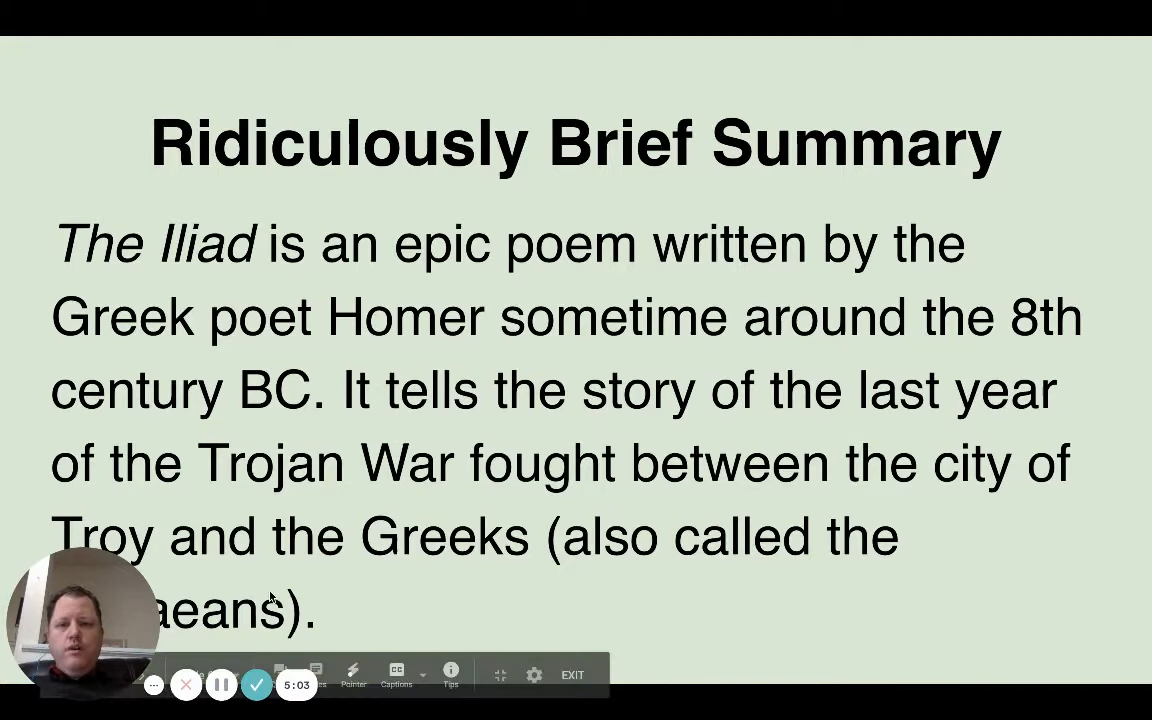 Ridiculously Brief Summary
The Iliad is an epic poem written by the
Greek poet Homer sometime around the 8th
century BC. It tells the story of the last year
of the Trojan War fought between the city of
Troy and the Greeks (also called the
aeans).
Pointer Captions Tips EXIT
5:03